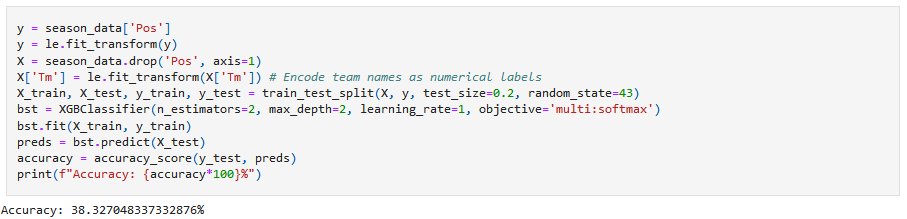 y = season_data['Pos']
y = le.fit_transform(y)
X = season_data.drop('Pos', axis=1)
X['Tm'] = le.fit_transform(X['Tm']) # Encode team names as numerical labels
X_train, X_test, y_train, y_test = train_test_split(X, y, test_size=0.2, random_state=43)
bst = XGBClassifier(n_estimators=2, max_depth=2, learning_rate=1, objective='multi:softmax')
bst.fit(X_train, y_train)
preds = bst.predict(X_test)
accuracy = accuracy_score(y_test, preds)
print(f"Accuracy: {accuracy*100}%")
Accuracy: 38.327048337332876%